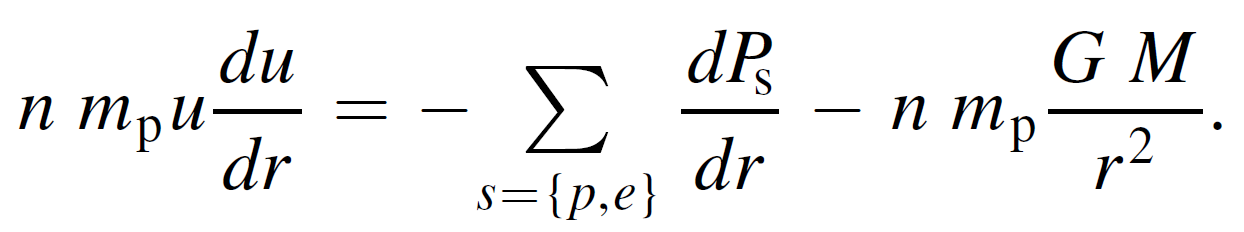 n m_p u \frac{du}{dr} = - \sum_{s=\{p,e\}} \frac{dP_s}{dr} - n m_p \frac{G M}{r^2}.